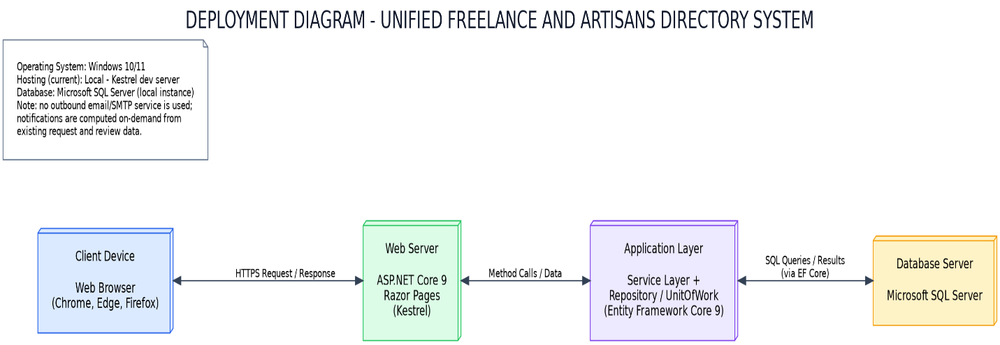 DEPLOYMENT DIAGRAM - UNIFIED FREELANCE AND ARTISANS DIRECTORY SYSTEM
Operating System: Windows 10/11
Hosting (current): Local - Kestrel dev server
Database: Microsoft SQL Server (local instance)
Note: no outbound email/SMTP service is used;
notifications are computed on-demand from
existing request and review data.
Client Device
Web Browser
(Chrome, Edge, Firefox)
HTTPS Request / Response
Web Server
ASP.NET Core 9
Razor Pages
(Kestrel)
Method Calls / Data
Application Layer
Service Layer +
Repository / UnitOfWork
(Entity Framework Core 9)
SQL Queries / Results
(via EF Core)
Database Server
Microsoft SQL Server